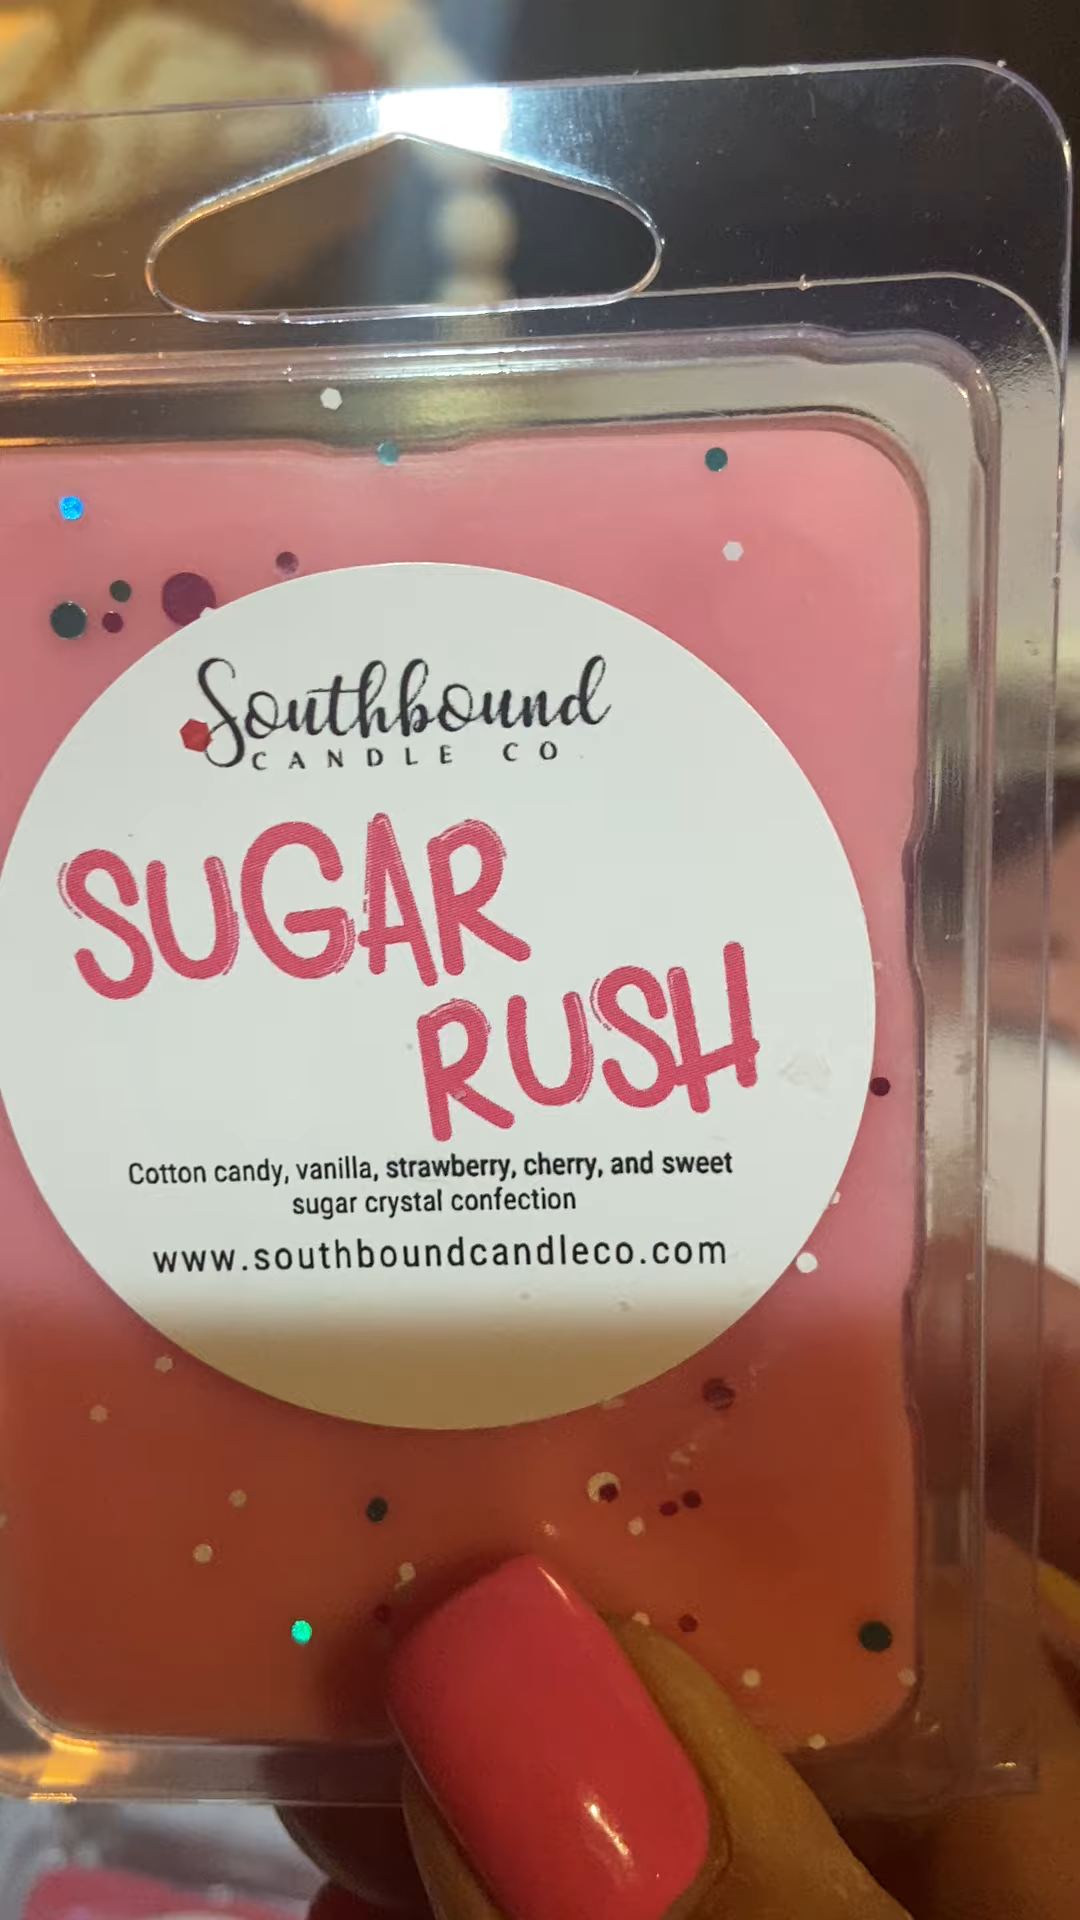 Southbound
CANDLE CO
SUGAR
RUSH
Cotton candy, vanilla, strawberry, cherry, and sweet
sugar crystal confection
www.southboundcandleco.com